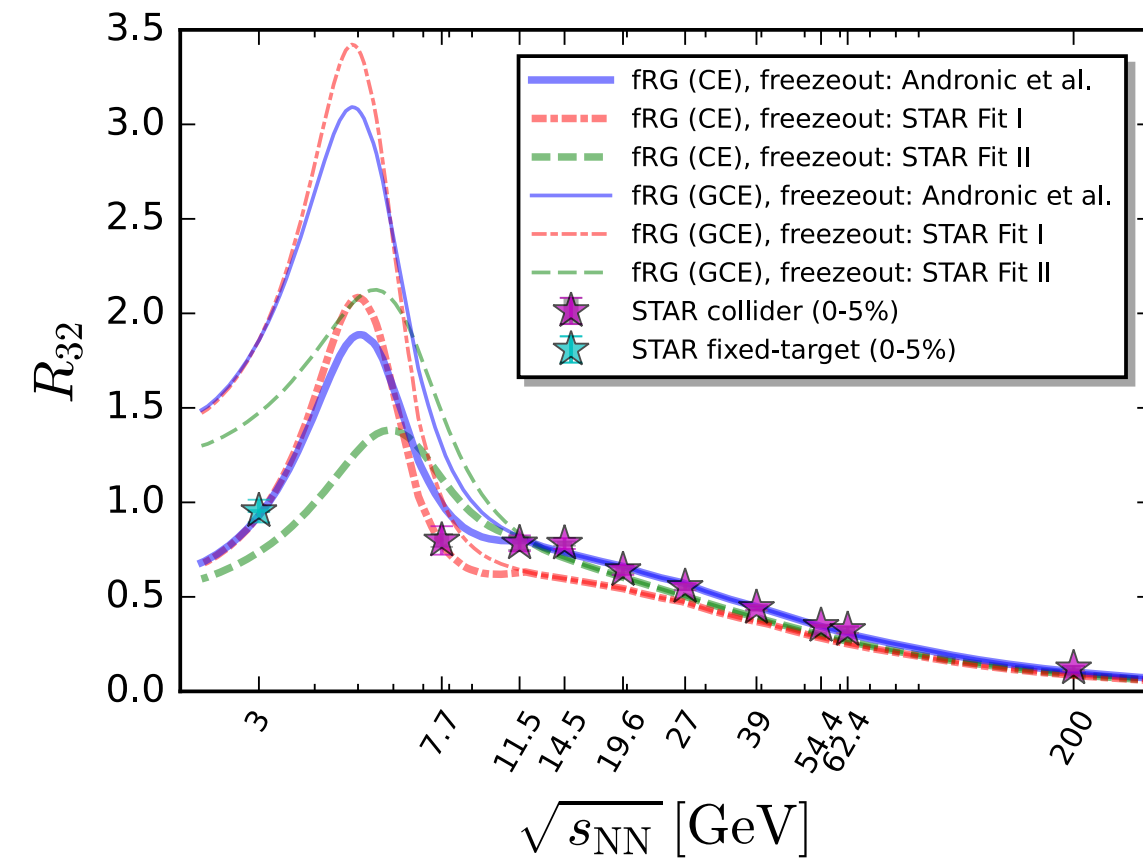 3.5
3.0
2.5
2.0
1.5
1.0
0.5
0.0
R₃₂
fRG (CE), freezeout: Andronic et al.
fRG (CE), freezeout: STAR Fit I
fRG (CE), freezeout: STAR Fit II
fRG (GCE), freezeout: Andronic et al.
fRG (GCE), freezeout: STAR Fit I
fRG (GCE), freezeout: STAR Fit II
STAR collider (0-5%)
STAR fixed-target (0-5%)
3
7.7
11.5
14.5
19.6
27
39
54.4
62.4
200
√sNN [GeV]